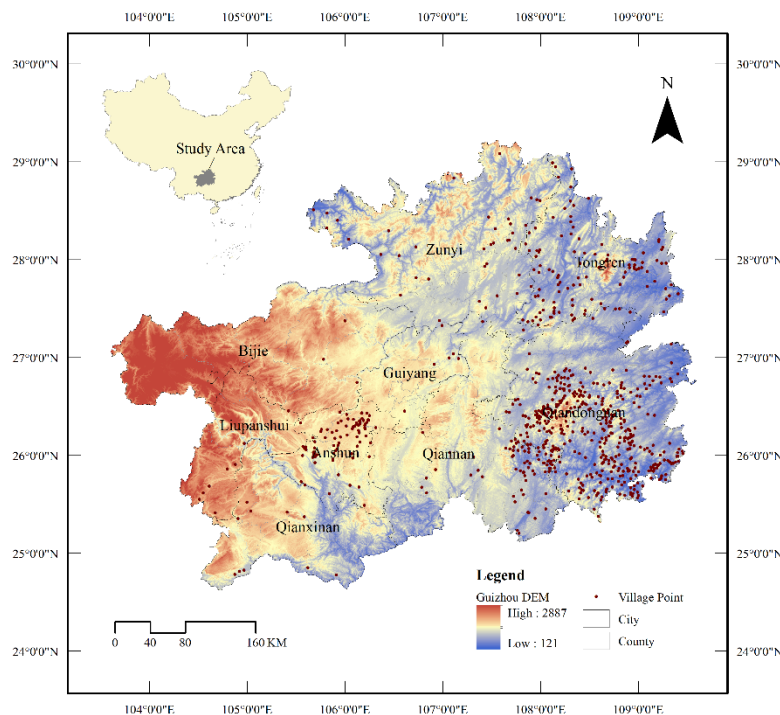 104°0'0"E 105°0'0"E 106°0'0"E 107°0'0"E 108°0'0"E 109°0'0"E
30°0'0"N 30°0'0"N
N
Study Area
29°0'0"N 29°0'0"N
28°0'0"N 28°0'0"N
Zunyi
Tongren
27°0'0"N 27°0'0"N
Bijie
Guiyang
Liupanshui
Qiandongnan
26°0'0"N 26°0'0"N
Anshun
Qiannan
Qianxinan
25°0'0"N 25°0'0"N
Legend
Guizhou DEM
High : 2887
Low : 121
Village Point
City
County
0 40 80 160 KM
24°0'0"N 24°0'0"N
104°0'0"E 105°0'0"E 106°0'0"E 107°0'0"E 108°0'0"E 109°0'0"E